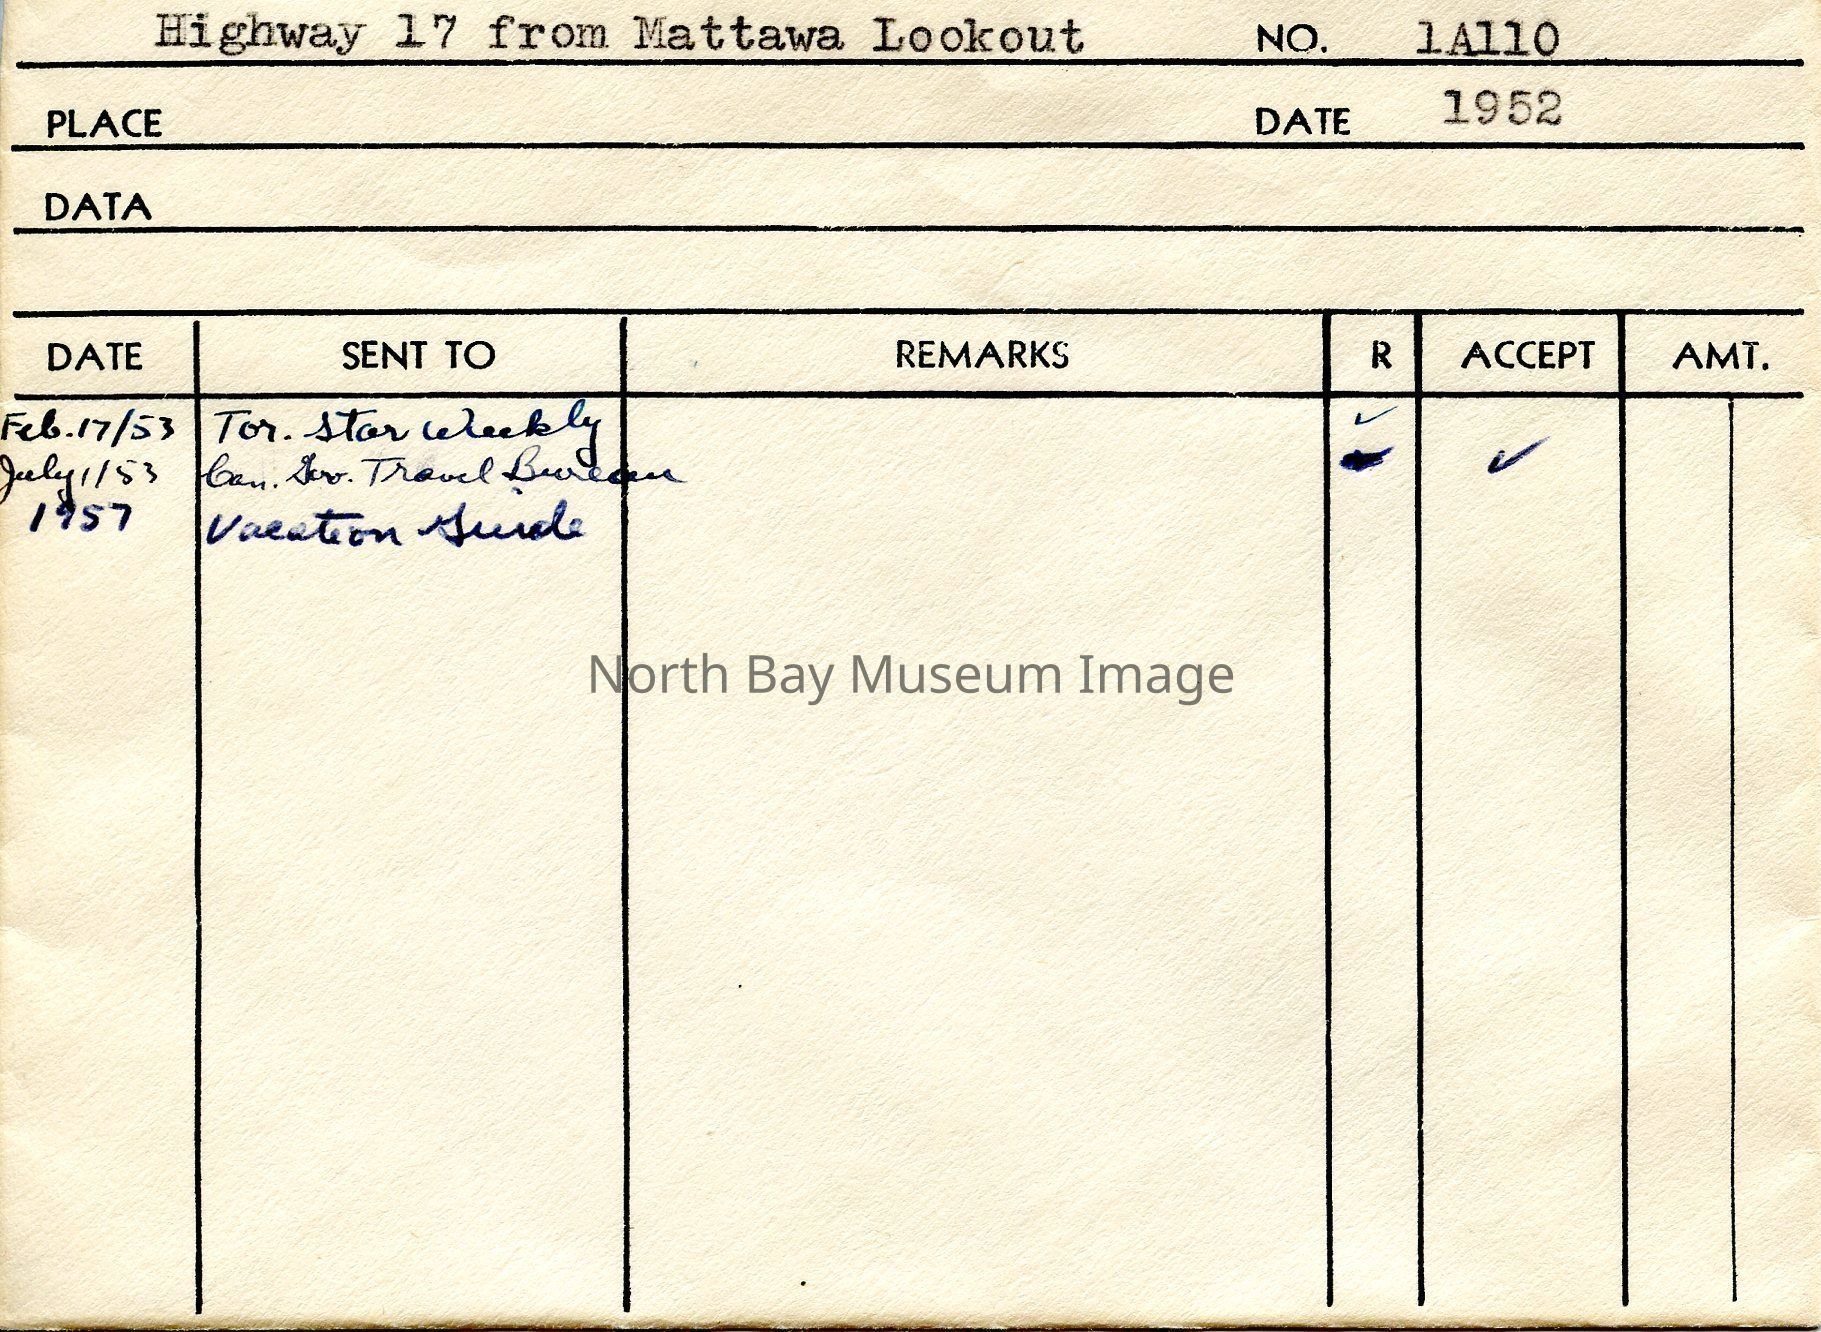 Highway 17 from Mattawa Lookout NO. 1A110
PLACE DATE 1952
DATA
DATE SENT TO REMARKS R ACCEPT AMT.
Feb. 17/53 Tor. Star Weekly ✓
July 1/53 Can. Gov. Travel Bureau ✓
1957 Vacation Guide
North Bay Museum Image